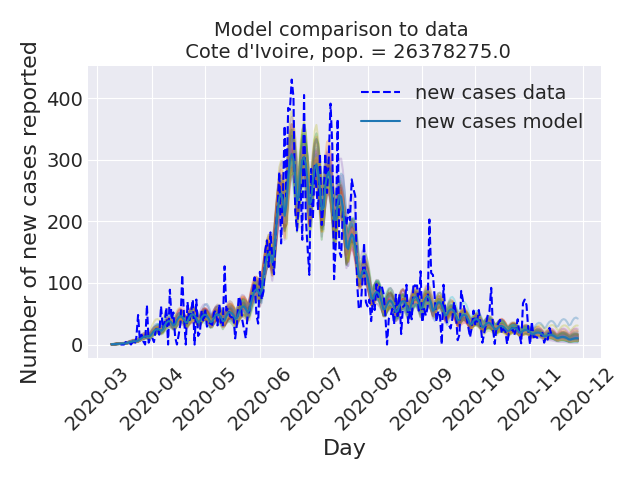 Model comparison to data
Cote d'Ivoire, pop. = 26378275.0
new cases data
new cases model
Number of new cases reported
400
300
200
100
0
2020-03
2020-04
2020-05
2020-06
2020-07
2020-08
2020-09
2020-10
2020-11
2020-12
Day